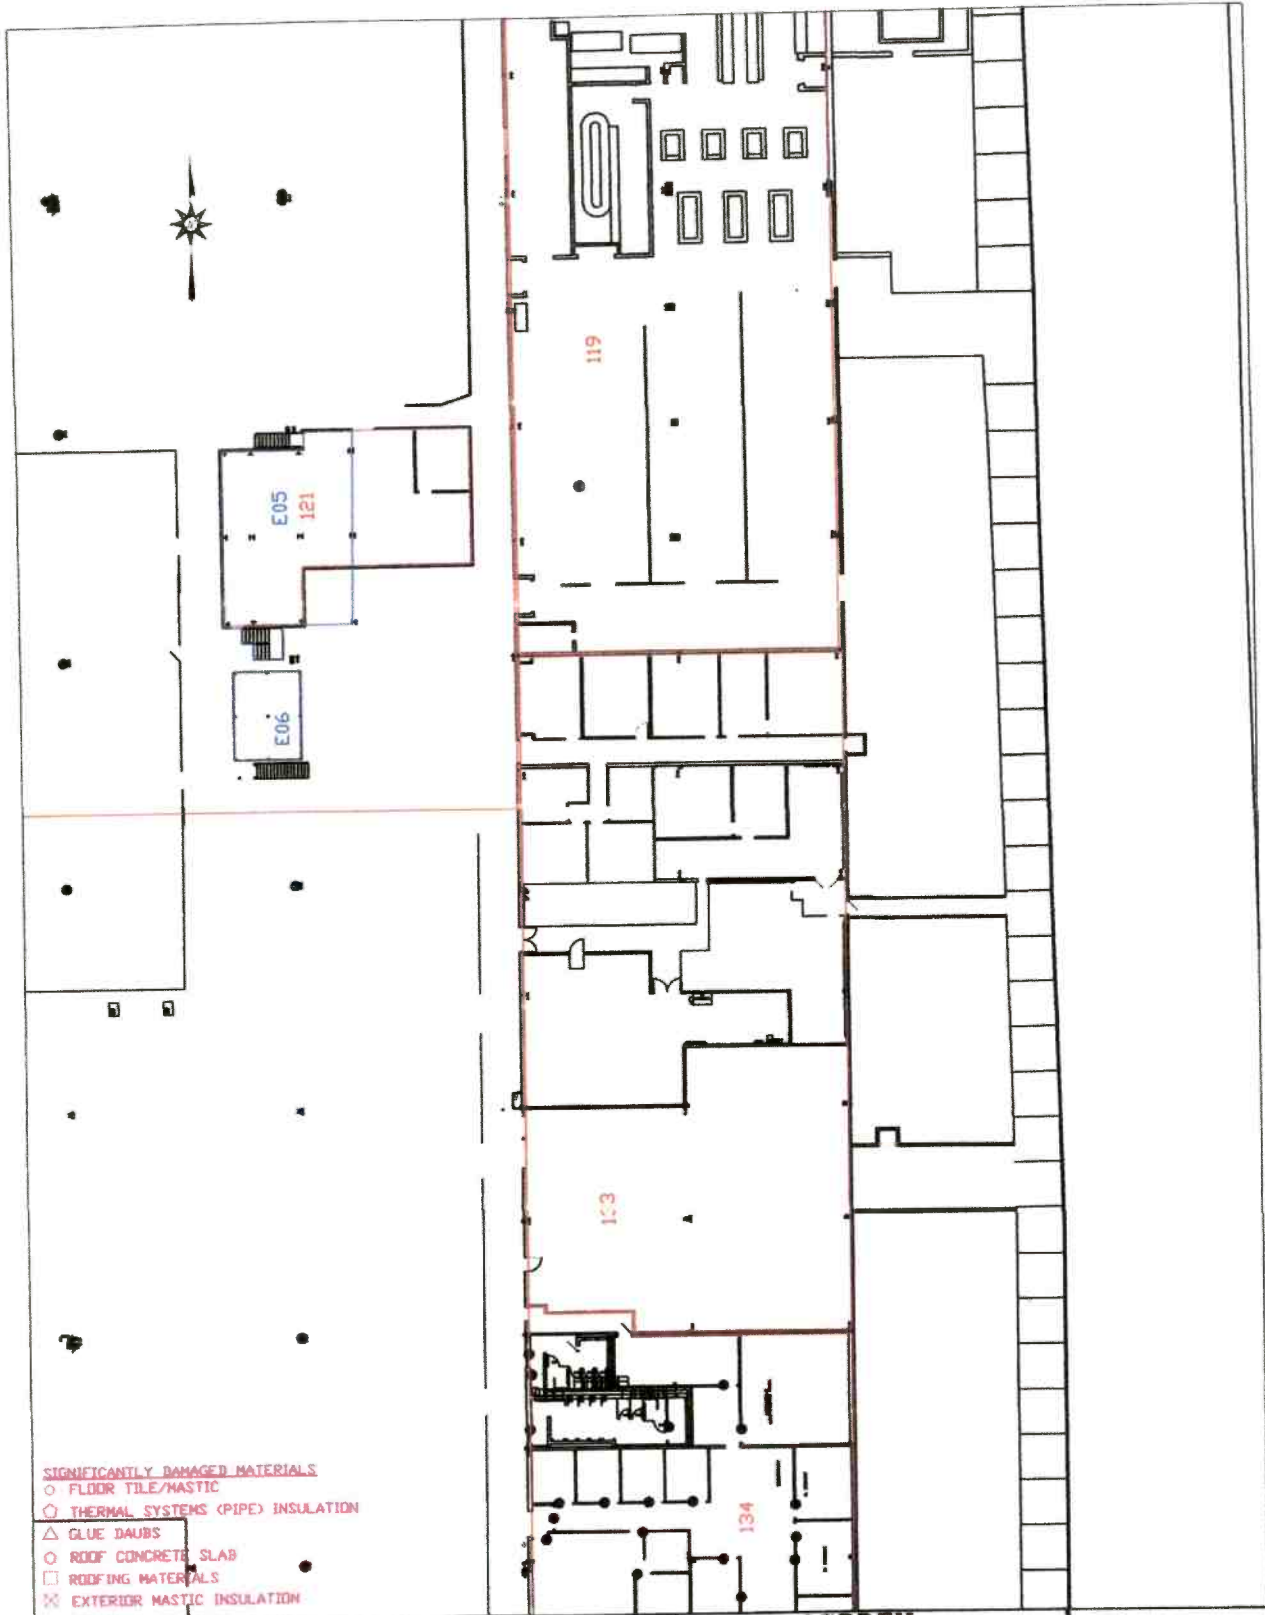 119
E05
121
E06
134
SIGNIFICANTLY DAMAGED MATERIALS
FLOOR TILE/MASTIC
THERMAL SYSTEMS (PIPE) INSULATION
GLUE DAUBS
ROOF CONCRETE SLAB
ROOFING MATERIALS
EXTERIOR MASTIC INSULATION